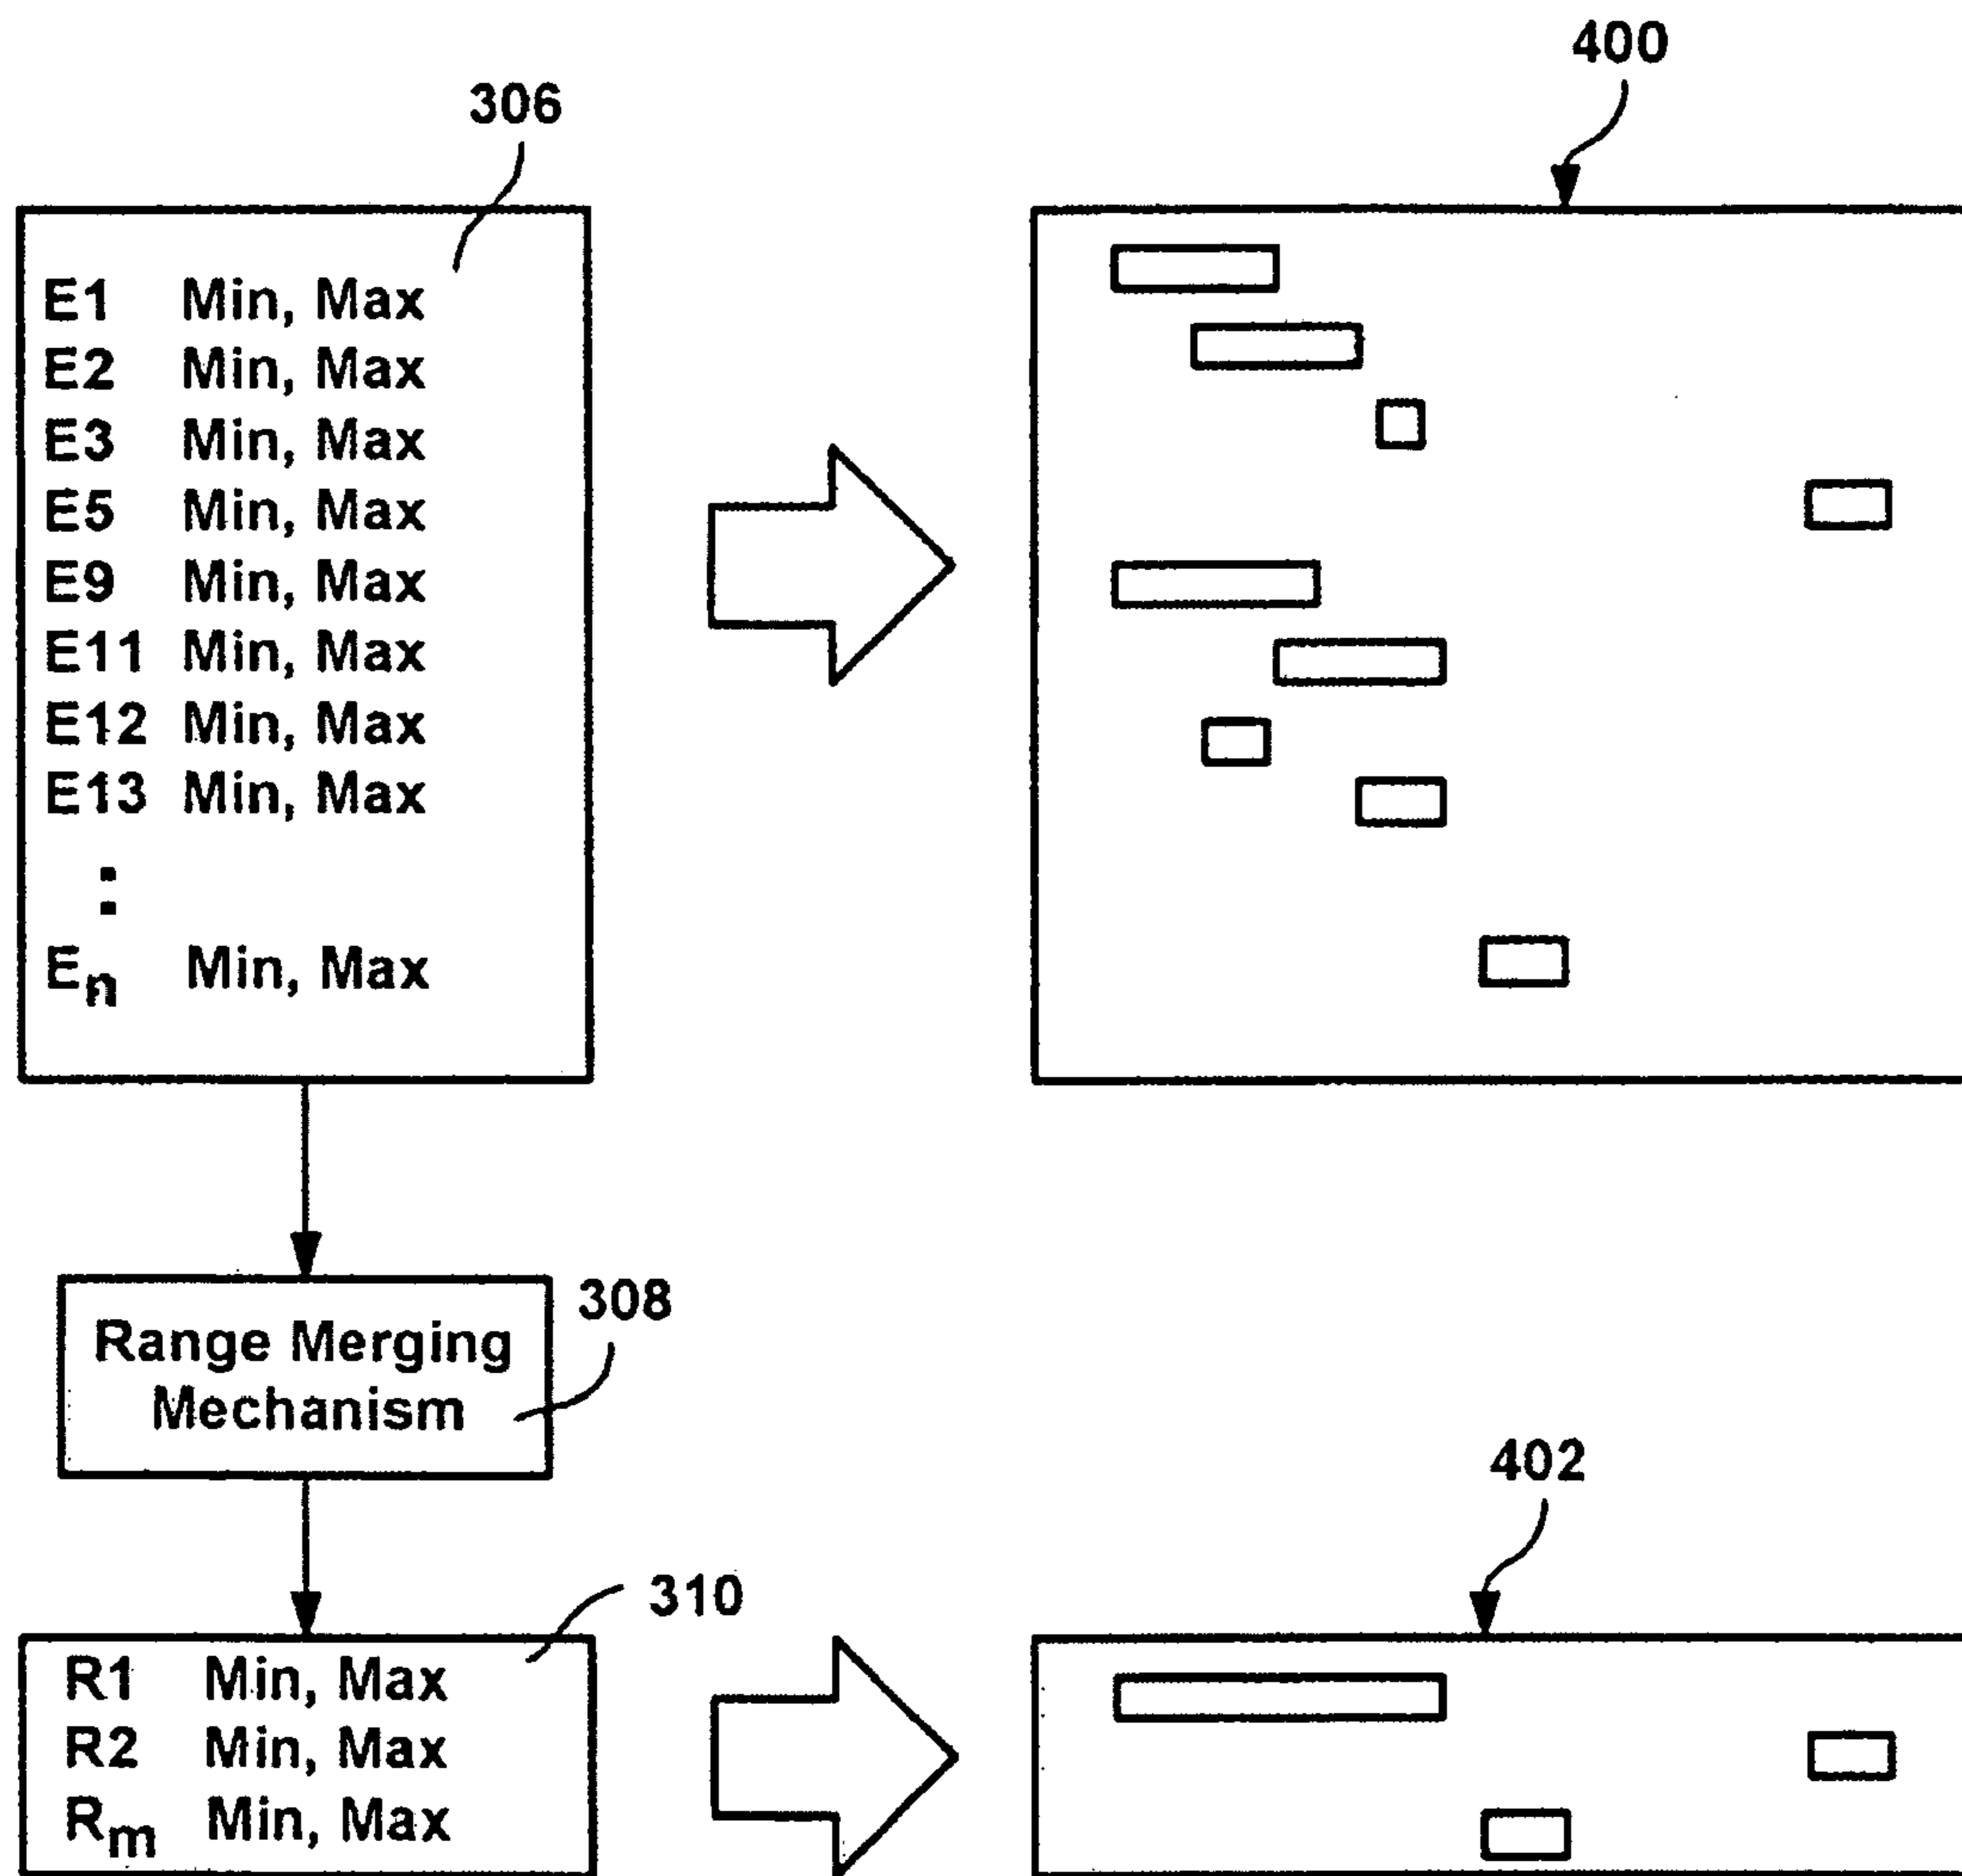 400
306
E1 Min, Max
E2 Min, Max
E3 Min, Max
E5 Min, Max
E9 Min, Max
E11 Min, Max
E12 Min, Max
E13 Min, Max
:
En Min, Max
308
Range Merging
Mechanism
402
310
R1 Min, Max
R2 Min, Max
Rm Min, Max